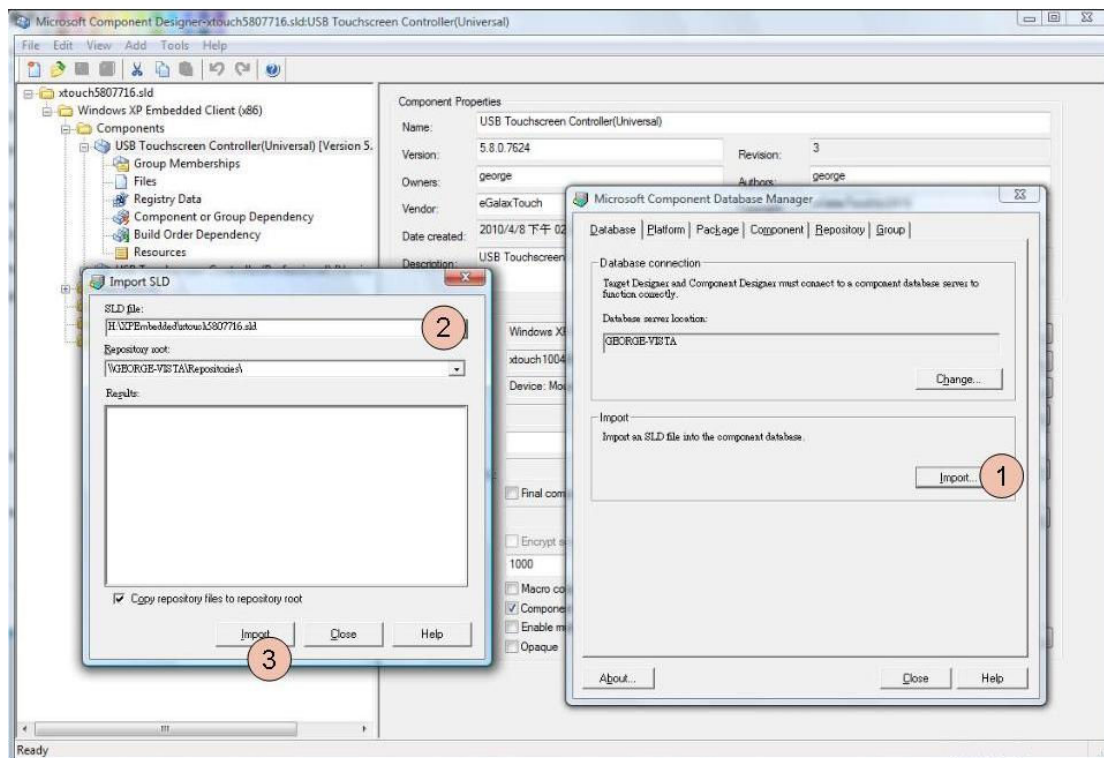 Microsoft Component Designer-xtouch5807716.sld:USB Touchscreen Controller(Universal)
File Edit View Add Tools Help
xtouch5807716.sld
Windows XP Embedded Client (x86)
Components
USB Touchscreen Controller(Universal) [Version 5.
Group Memberships
Files
Registry Data
Component or Group Dependency
Build Order Dependency
Resources
Component Properties
Name: USB Touchscreen Controller(Universal)
Version: 5.8.0.7624 Revision: 3
Owners: george Authors: george
Vendor: eGalaxTouch
Date created: 2010/4/8 下午 02
Description: USB Touchscreen
Windows XP
xtouch1004
Device: Mou
Final com
Encrypt s
1000
Macro co
Compone
Enable m
Opaque
Import SLD
SLD file:
H:\XPEmbedded\xtouch5807716.sld
2
Repository root:
\\GEORGE-VISTA\Repositories\
Results:
Copy repository files to repository root
Import Close Help
3
Microsoft Component Database Manager
Database Platform Package Component Repository Group
Database connection
Target Designer and Component Designer must connect to a component database server to
function correctly.
Database server location:
GEORGE-VISTA
Change...
Import
Import an SLD file into the component database.
Import...
1
About... Close Help
Ready